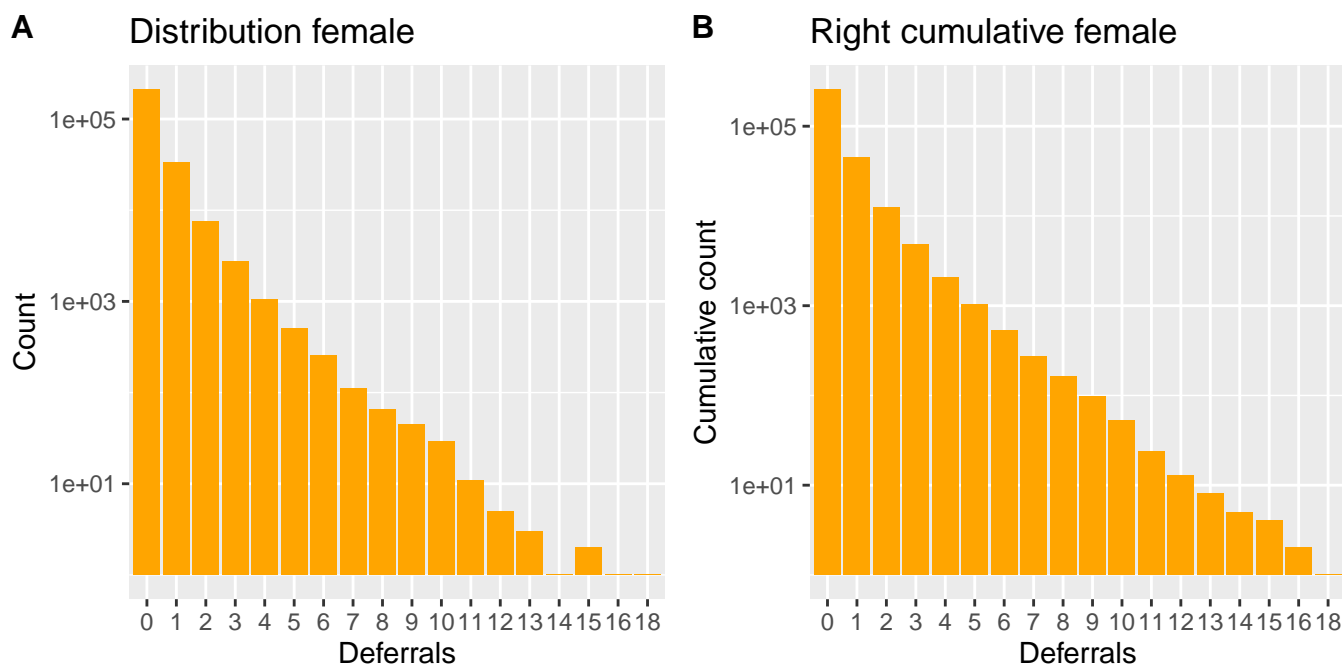 A
Distribution female
Count
1e+05
1e+03
1e+01
0 1 2 3 4 5 6 7 8 9 10 11 12 13 14 15 16 18
Deferrals
B
Right cumulative female
Cumulative count
1e+05
1e+03
1e+01
0 1 2 3 4 5 6 7 8 9 10 11 12 13 14 15 16 18
Deferrals